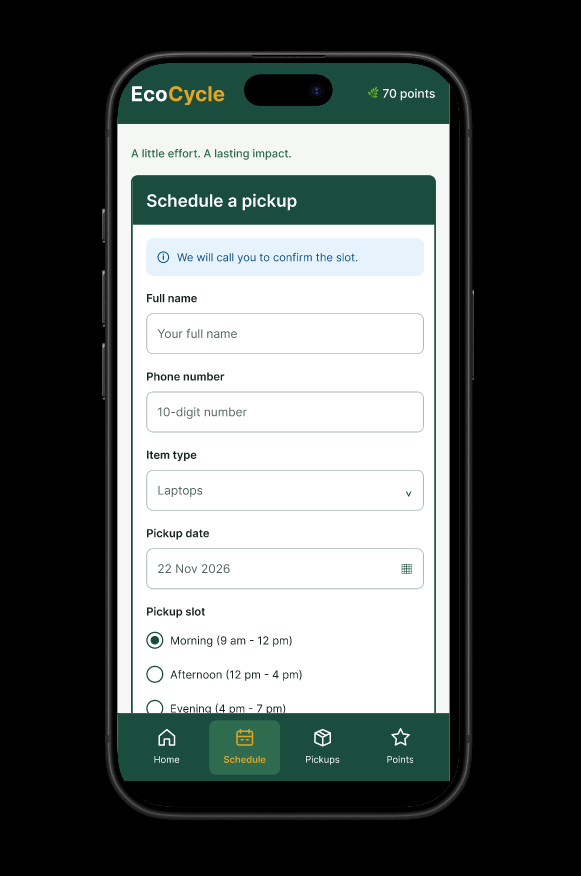 EcoCycle
70 points
A little effort. A lasting impact.
Schedule a pickup
We will call you to confirm the slot.
Full name
Your full name
Phone number
10-digit number
Item type
Laptops
Pickup date
22 Nov 2026
Pickup slot
Morning (9 am - 12 pm)
Afternoon (12 pm - 4 pm)
Evening (4 pm - 7 pm)
Home
Schedule
Pickups
Points